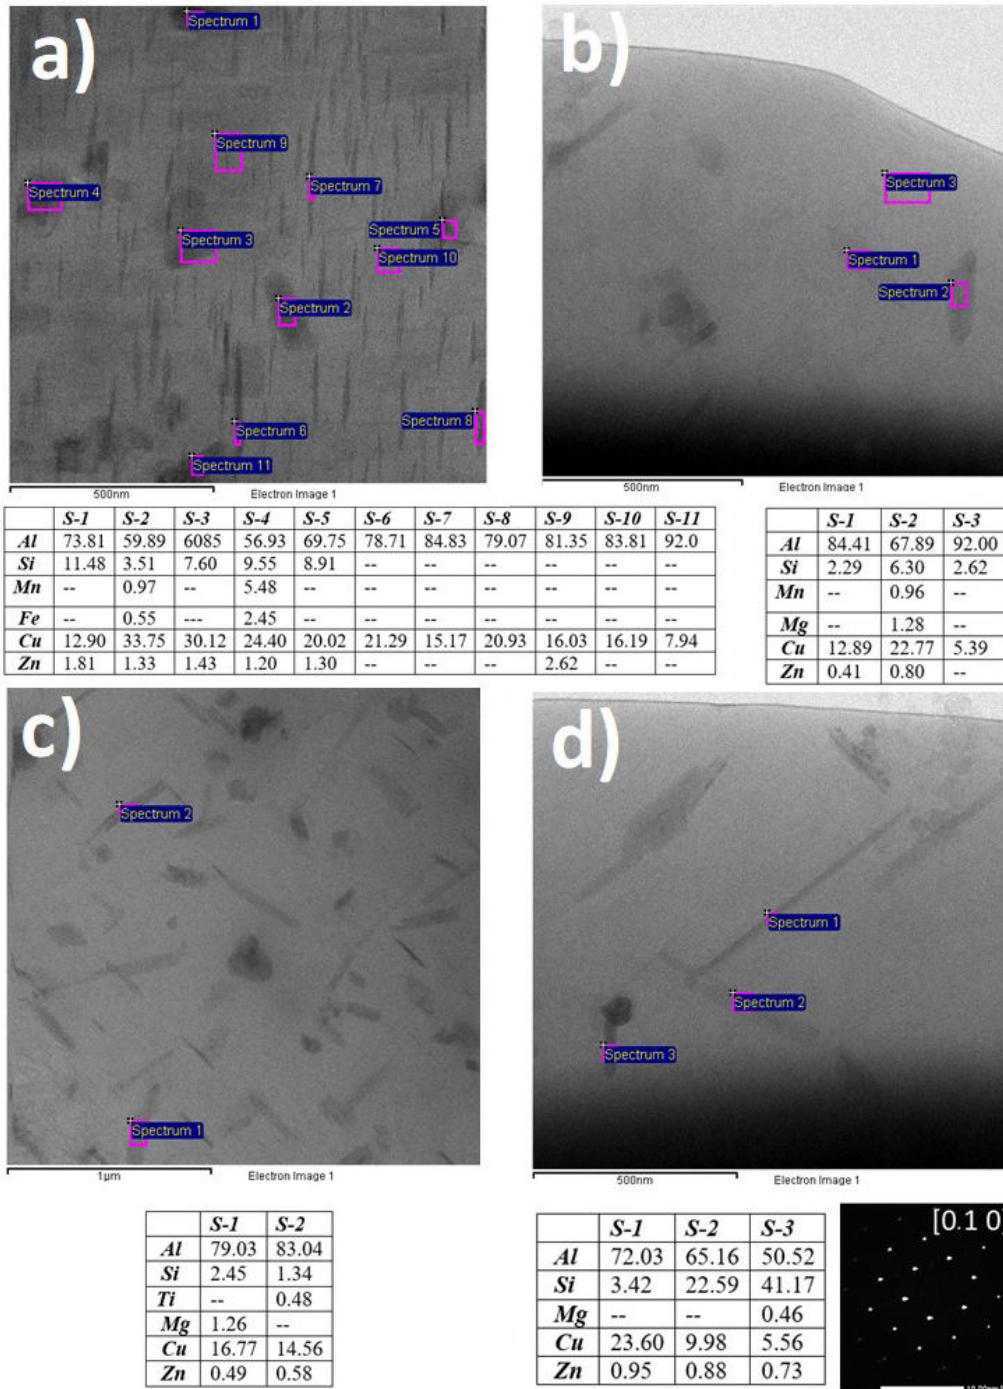 a)
Spectrum 1
Spectrum 9
Spectrum 4
Spectrum 7
Spectrum 5
Spectrum 3
Spectrum 10
Spectrum 2
Spectrum 8
Spectrum 6
Spectrum 11
500nm Electron Image 1
b)
Spectrum 3
Spectrum 1
Spectrum 2
500nm Electron Image 1
S-1 S-2 S-3 S-4 S-5 S-6 S-7 S-8 S-9 S-10 S-11
Al 73.81 59.89 6085 56.93 69.75 78.71 84.83 79.07 81.35 83.81 92.0
Si 11.48 3.51 7.60 9.55 8.91 -- -- -- -- -- --
Mn -- 0.97 -- 5.48 -- -- -- -- -- --
Fe -- 0.55 --- 2.45 -- -- -- -- -- -- --
Cu 12.90 33.75 30.12 24.40 20.02 21.29 15.17 20.93 16.03 16.19 7.94
Zn 1.81 1.33 1.43 1.20 1.30 -- -- -- 2.62 -- --
S-1 S-2 S-3
Al 84.41 67.89 92.00
Si 2.29 6.30 2.62
Mn -- 0.96 --
Mg -- 1.28 --
Cu 12.89 22.77 5.39
Zn 0.41 0.80 --
c)
Spectrum 2
Spectrum 1
1µm Electron Image 1
d)
Spectrum 1
Spectrum 2
Spectrum 3
500nm Electron Image 1
S-1 S-2
Al 79.03 83.04
Si 2.45 1.34
Ti -- 0.48
Mg 1.26 --
Cu 16.77 14.56
Zn 0.49 0.58
S-1 S-2 S-3
Al 72.03 65.16 50.52
Si 3.42 22.59 41.17
Mg -- -- 0.46
Cu 23.60 9.98 5.56
Zn 0.95 0.88 0.73
[0.1 0]